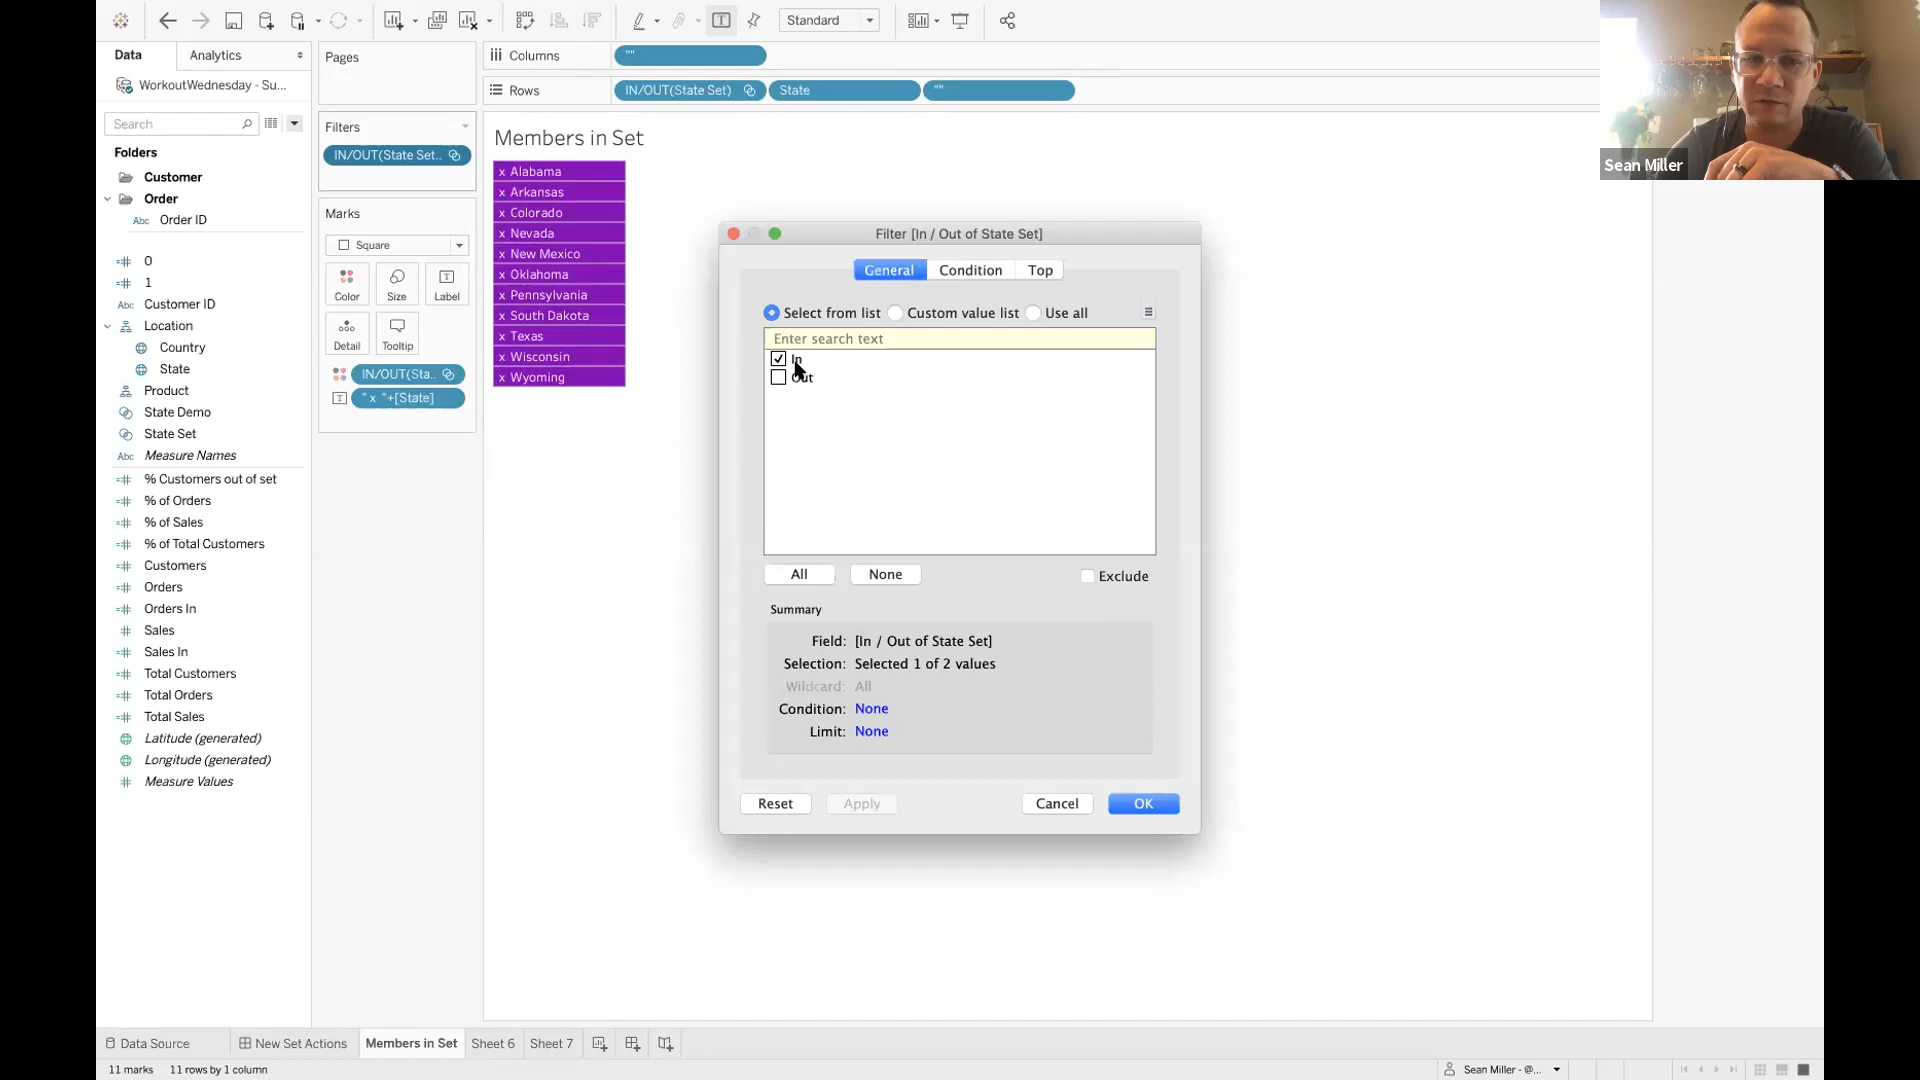 Standard
Data
Analytics
WorkoutWednesday - Su...
Search
Folders
Customer
Order
Abc Order ID
0
1
Abc Customer ID
Location
Country
State
Product
State Demo
State Set
Abc Measure Names
% Customers out of set
% of Orders
% of Sales
% of Total Customers
Customers
Orders
Orders In
Sales
Sales In
Total Customers
Total Orders
Total Sales
Latitude (generated)
Longitude (generated)
Measure Values
Pages
Filters
IN/OUT(State Set..
Marks
Square
Color
Size
Label
Detail
Tooltip
IN/OUT(Sta..
" x "+[State]
Columns
""
Rows
IN/OUT(State Set)
State
""
Members in Set
x Alabama
x Arkansas
x Colorado
x Nevada
x New Mexico
x Oklahoma
x Pennsylvania
x South Dakota
x Texas
x Wisconsin
x Wyoming
Filter [In / Out of State Set]
General
Condition
Top
Select from list
Custom value list
Use all
Enter search text
In
Out
All
None
Exclude
Summary
Field: [In / Out of State Set]
Selection: Selected 1 of 2 values
Wildcard: All
Condition: None
Limit: None
Reset
Apply
Cancel
OK
Sean Miller
Data Source
New Set Actions
Members in Set
Sheet 6
Sheet 7
11 marks
11 rows by 1 column
Sean Miller - @...